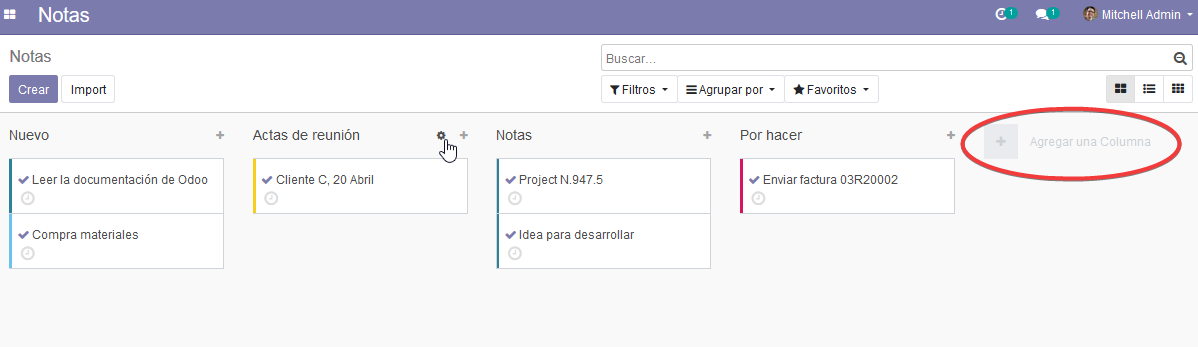 Notas
1
1
Mitchell Admin
Notas
Buscar...
Crear
Import
Filtros
Agrupar por
Favoritos
Nuevo
Actas de reunión
Notas
Por hacer
Agregar una Columna
Leer la documentación de Odoo
Cliente C, 20 Abril
Project N.947.5
Enviar factura 03R20002
Compra materiales
Idea para desarrollar